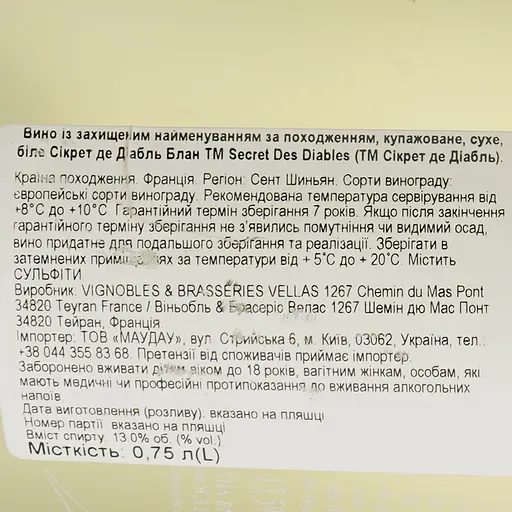 Вино із захищеним найменуванням за походженням, купажоване, сухе,
біле Сікрет де Діабль Блан ТМ Secret Des Diables (ТМ Сікрет де Діабль).
Країна походження. Франція. Регіон: Сент Шиньян. Сорти винограду:
європейські сорти винограду. Рекомендована температура сервірування від
+8°С до +10°С. Гарантійний термін зберігання 7 років. Якщо після закінчення
гарантійного терміну зберігання не з'явились помутніння чи видимий осад,
вино придатне для подальшого зберігання та реалізації. Зберігати в
затемнених приміщеннях за температури від + 5°С до + 20°С. Містить
СУЛЬФІТИ
Виробник: VIGNOBLES & BRASSERIES VELLAS 1267 Chemin du Mas Pont
34820 Teyran France / Віньобль & Брасеріс Велас 1267 Шемін дю Мас Понт
34820 Тейран, Франція.
Імпортер: ТОВ «МАУДАУ», вул. Стрийська 6, м. Київ, 03062, Україна, тел.:
+38 044 355 83 68. Претензії від споживачів приймає імпортер.
Заборонено вживати дітям віком до 18 років, вагітним жінкам, особам, які
мають медичні чи професійні протипоказання до вживання алкогольних
напоїв
Дата виготовлення (розливу): вказано на пляшці
Номер партії: вказано на пляшці
Вміст спирту: 13.0% об. (% vol.)
Місткість: 0,75 л(L)